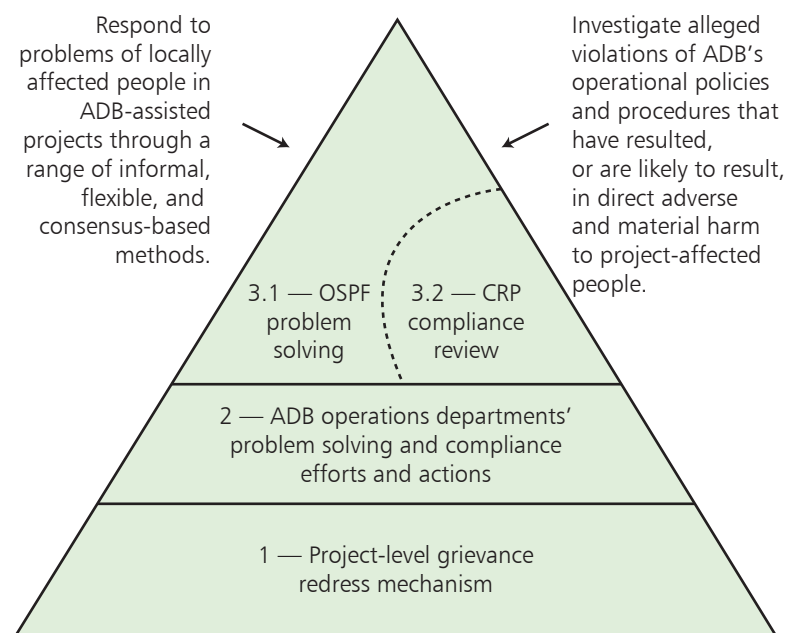 Respond to
problems of locally
affected people in
ADB-assisted
projects through a
range of informal,
flexible, and
consensus-based
methods.
Investigate alleged
violations of ADB’s
operational policies
and procedures that
have resulted,
or are likely to result,
in direct adverse
and material harm
to project-affected
people.
3.1 — OSPF
problem
solving
3.2 — CRP
compliance
review
2 — ADB operations departments’
problem solving and compliance
efforts and actions
1 — Project-level grievance
redress mechanism